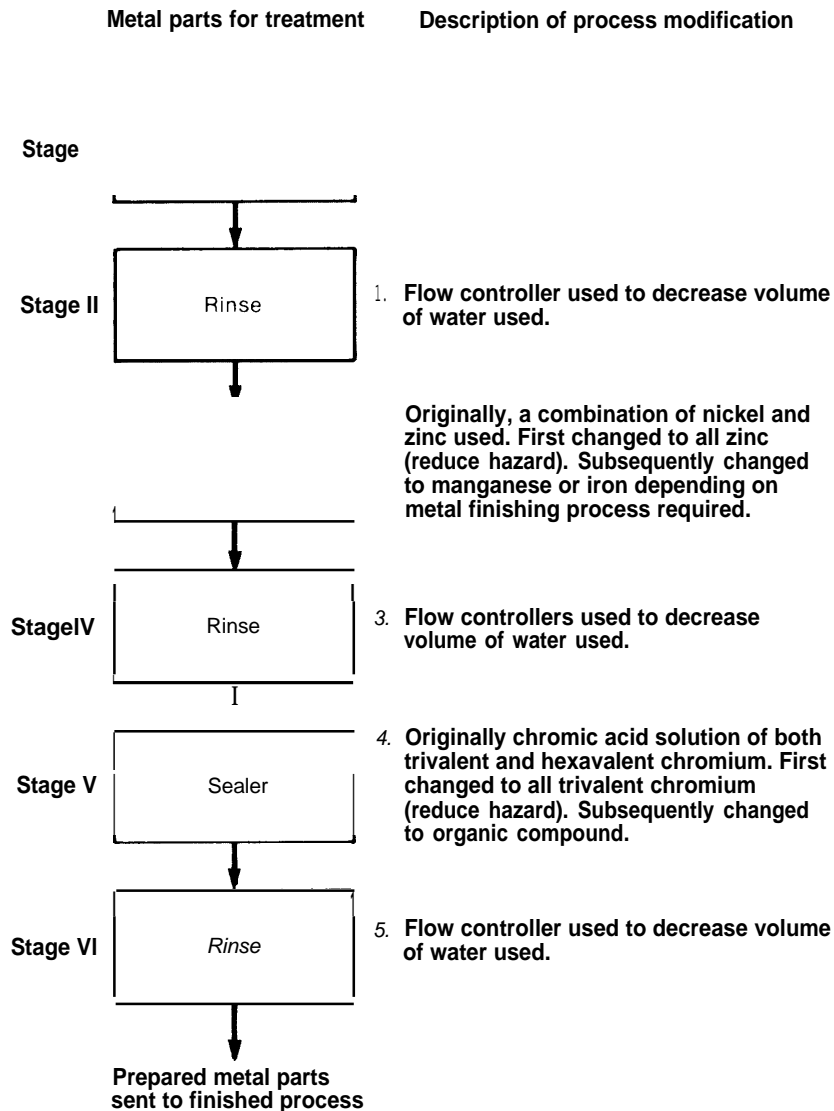 Metal parts for treatment
Description of process modification
Stage
Stage II
Rinse
1. Flow controller used to decrease volume
of water used.
Originally, a combination of nickel and
zinc used. First changed to all zinc
(reduce hazard). Subsequently changed
to manganese or iron depending on
metal finishing process required.
StageIV
Rinse
3. Flow controllers used to decrease
volume of water used.
Stage V
Sealer
4. Originally chromic acid solution of both
trivalent and hexavalent chromium. First
changed to all trivalent chromium
(reduce hazard). Subsequently changed
to organic compound.
Stage VI
Rinse
5. Flow controller used to decrease volume
of water used.
Prepared metal parts
sent to finished process